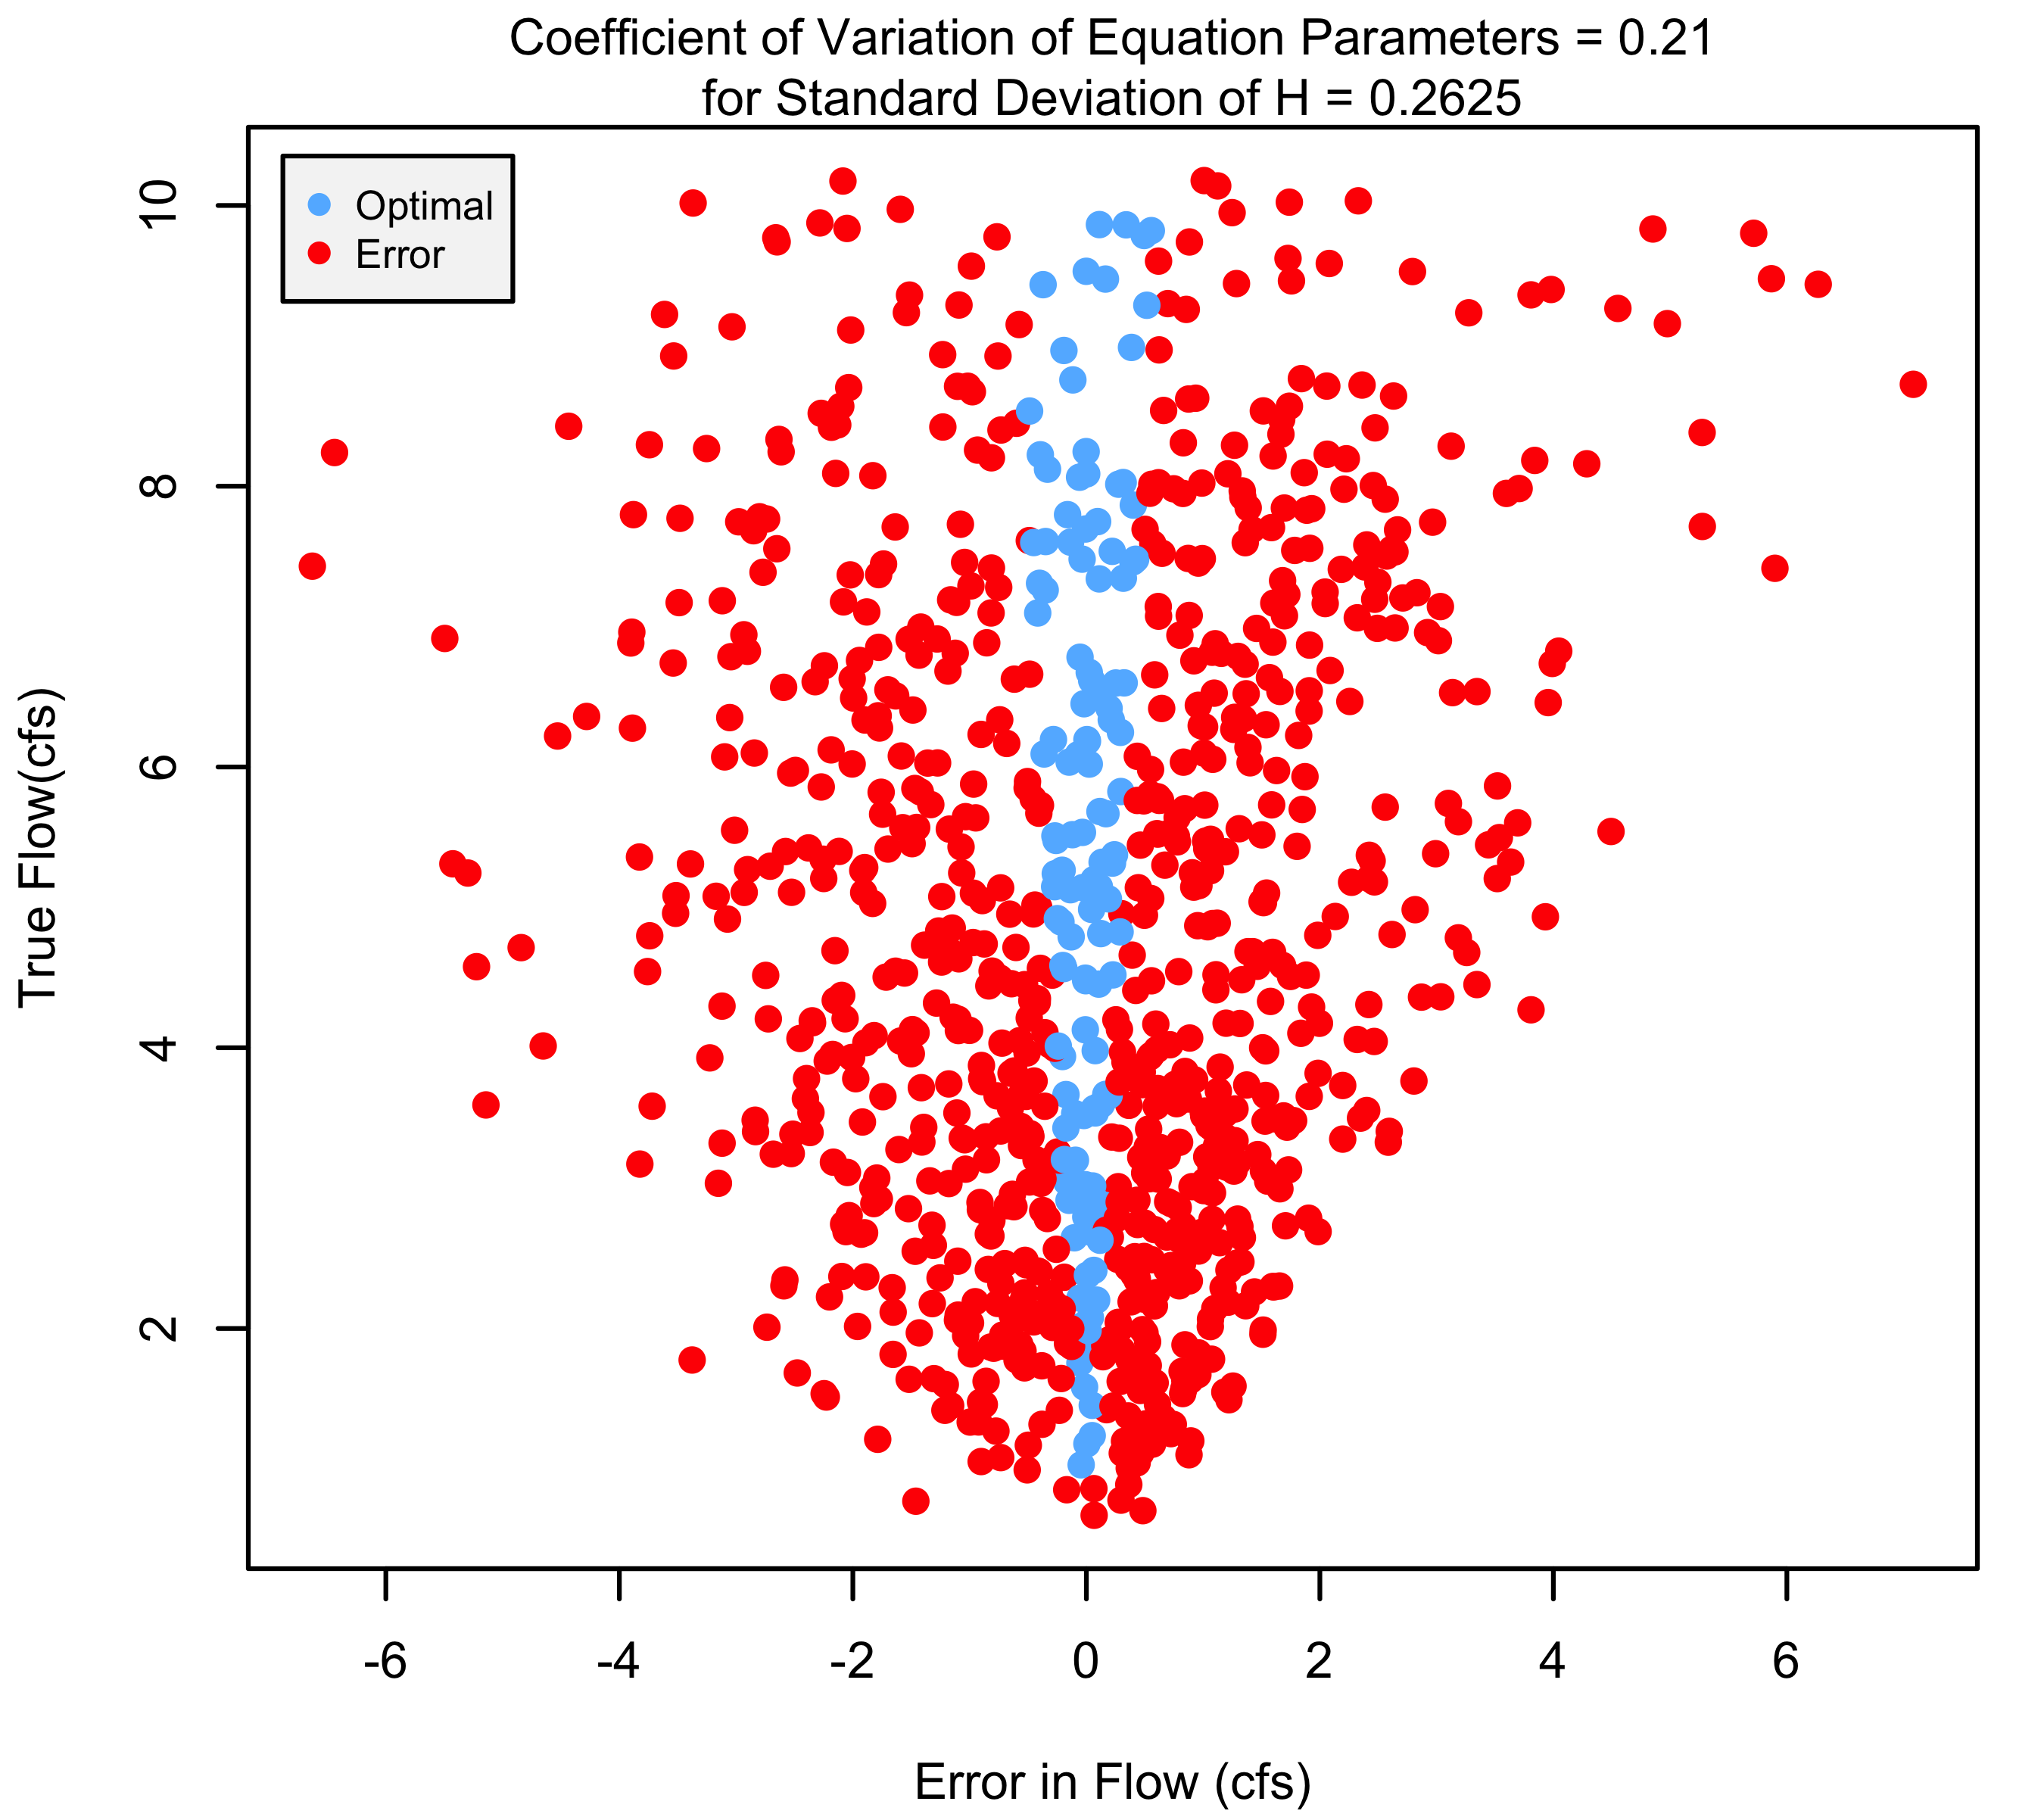 Coefficient of Variation of Equation Parameters = 0.21
for Standard Deviation of H = 0.2625
Optimal
Error
True Flow(cfs)
10
8
6
4
2
-6 -4 -2 0 2 4 6
Error in Flow (cfs)